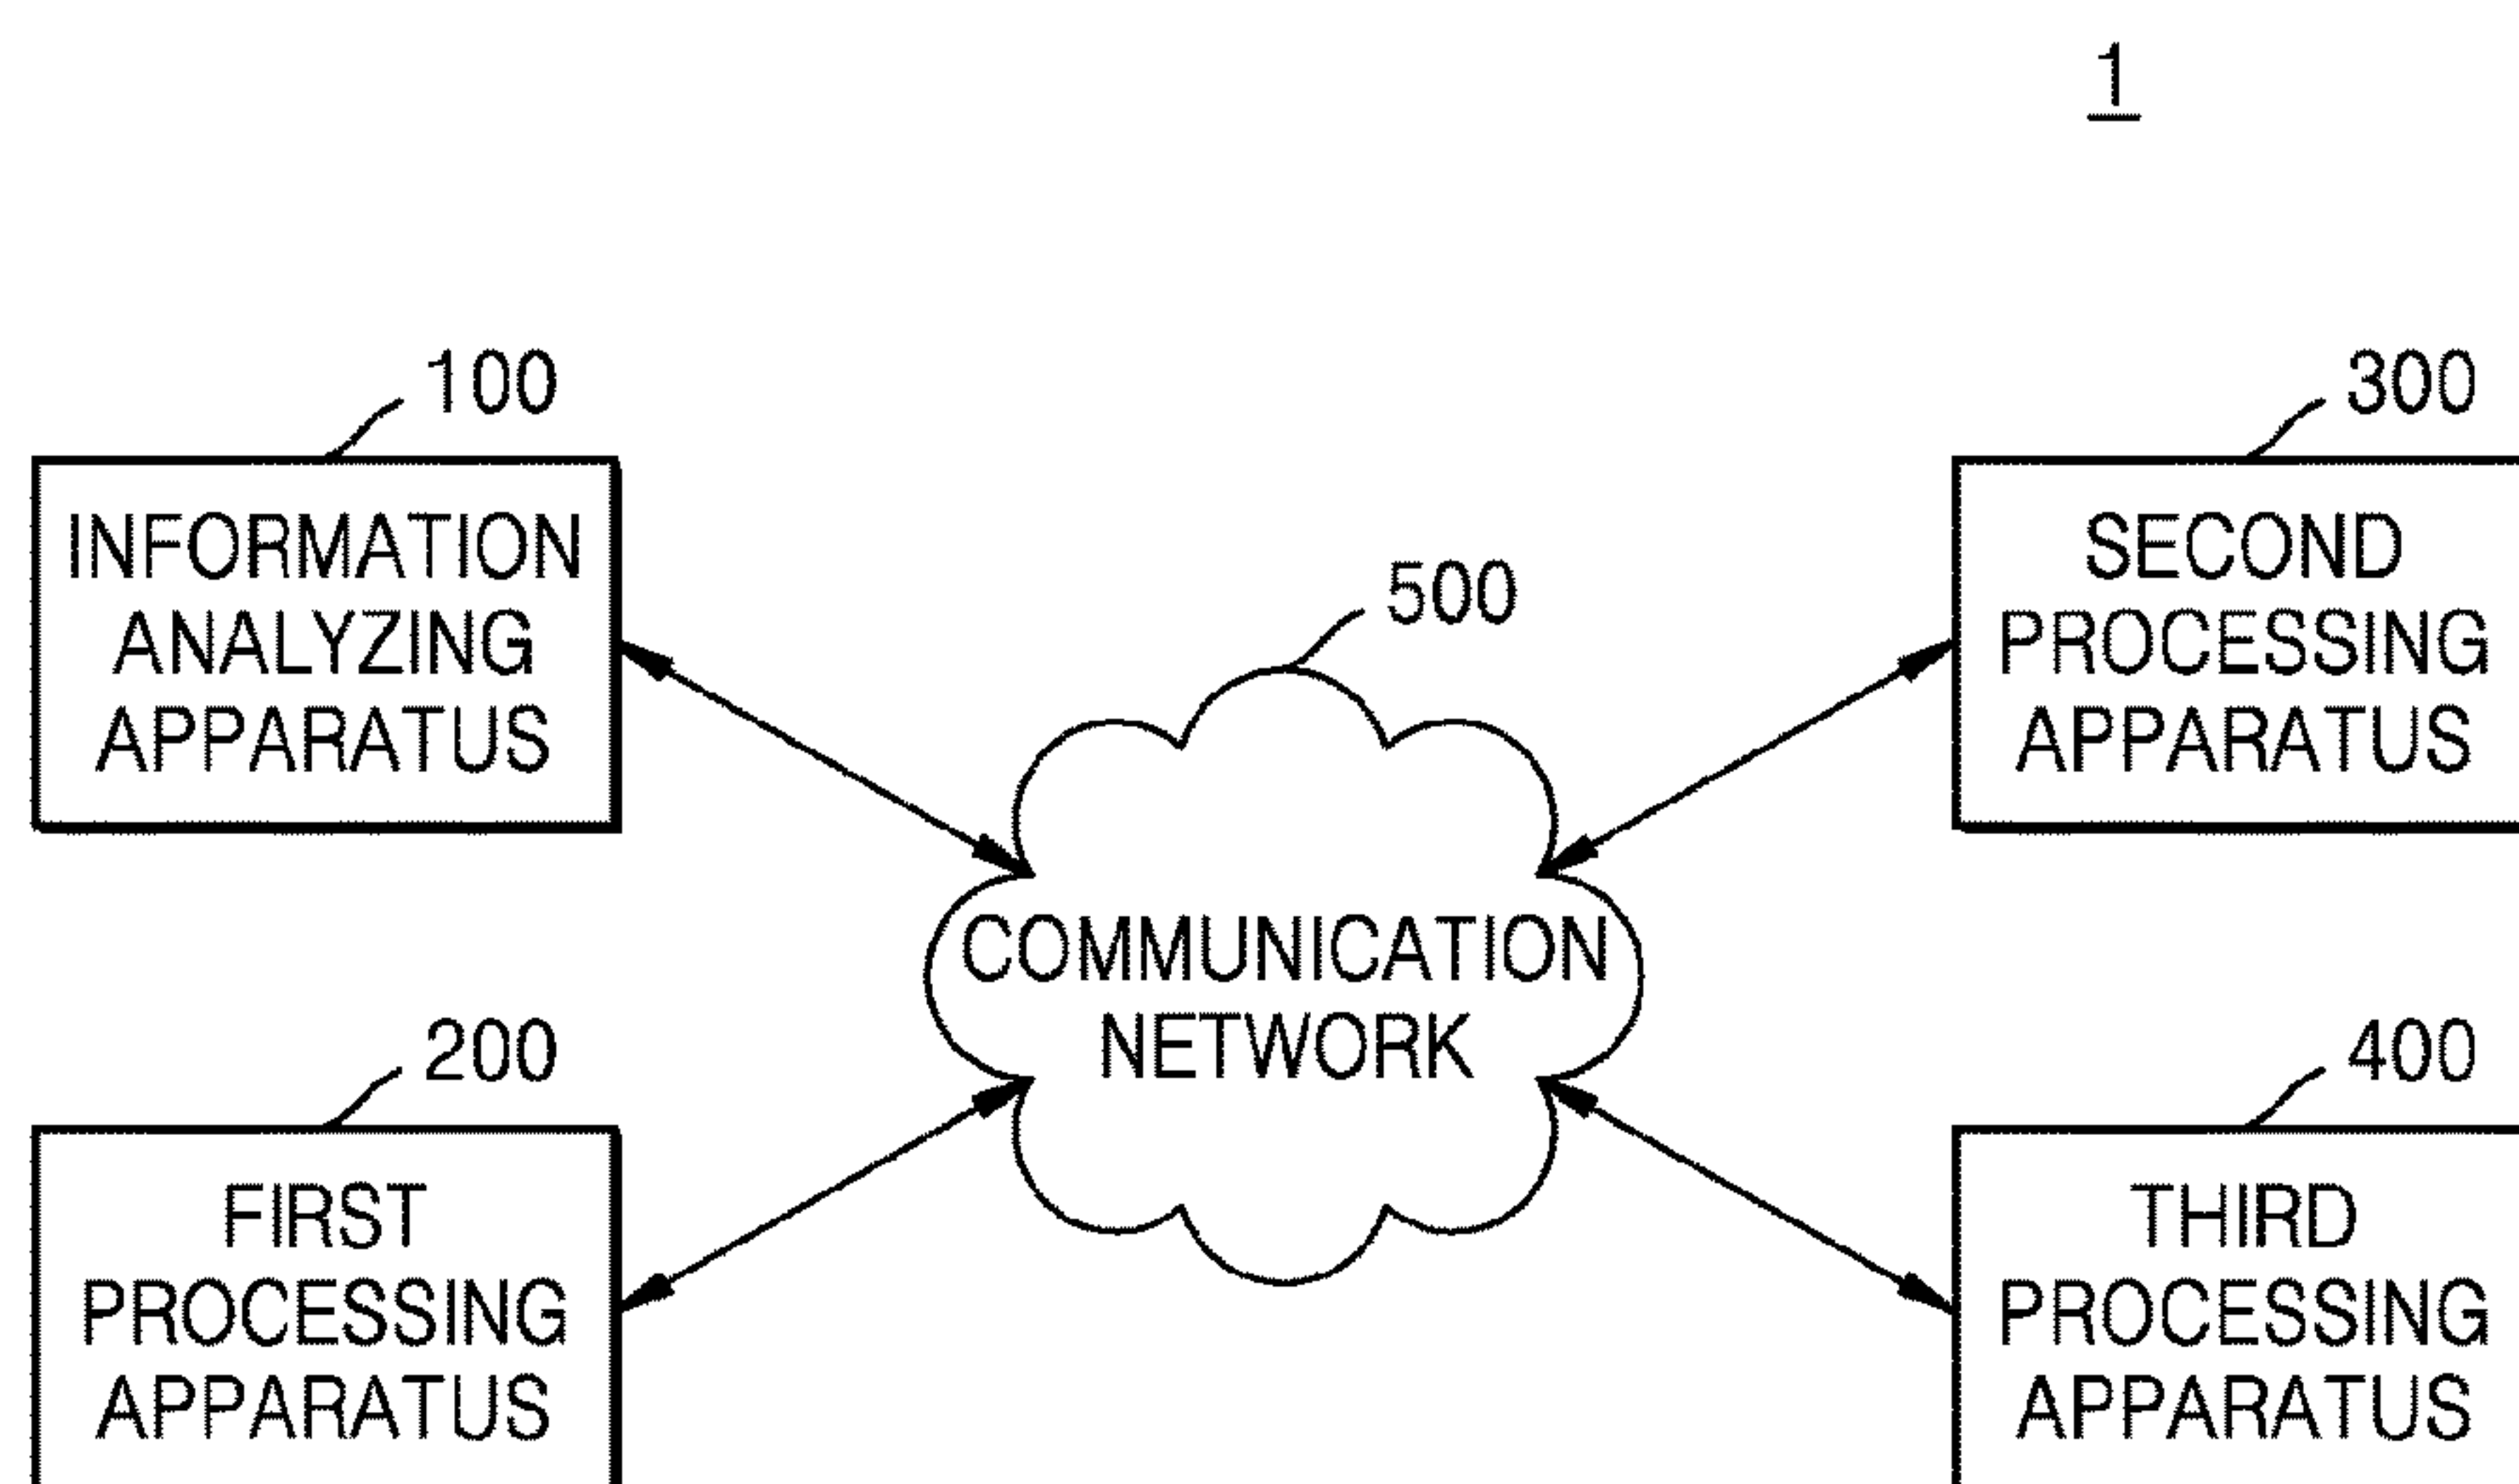 1
100
INFORMATION
ANALYZING
APPARATUS
300
SECOND
PROCESSING
APPARATUS
500
COMMUNICATION
NETWORK
200
FIRST
PROCESSING
APPARATUS
400
THIRD
PROCESSING
APPARATUS